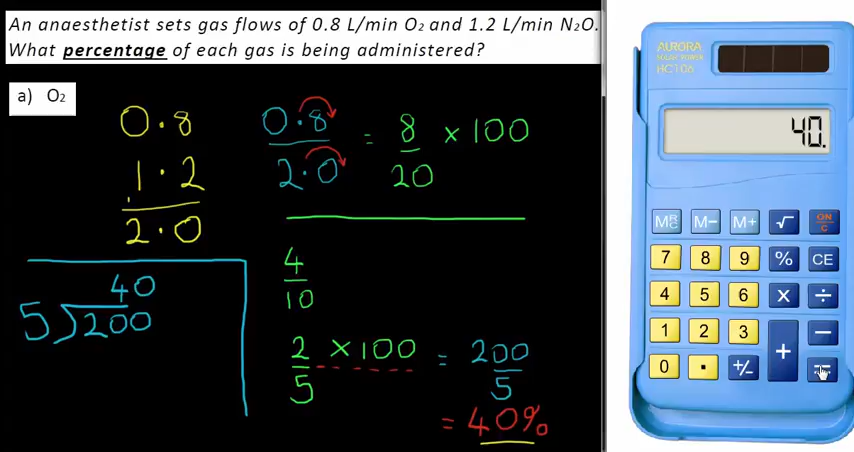 An anaesthetist sets gas flows of 0.8 L/min O₂ and 1.2 L/min N₂O.
What percentage of each gas is being administered?
a) O₂
0.8
1.2
2.0
0.8 / 2.0 = 8 / 20 × 100
4 / 10
2 / 5 × 100 = 200 / 5
= 40%
40
5 ) 200
AURORA
HC106
40.
MRC M- M+ √ ON/C
7 8 9 % CE
4 5 6 x ÷
1 2 3 + −
0 . +/- =